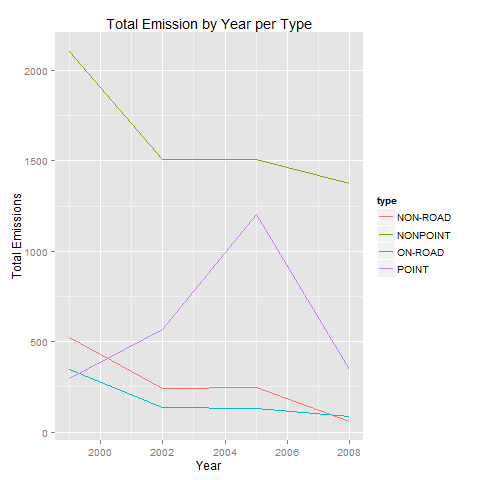 Total Emission by Year per Type
2000
1500
1000
500
0
Total Emissions
2000
2002
2004
2006
2008
Year
type
NON-ROAD
NONPOINT
ON-ROAD
POINT